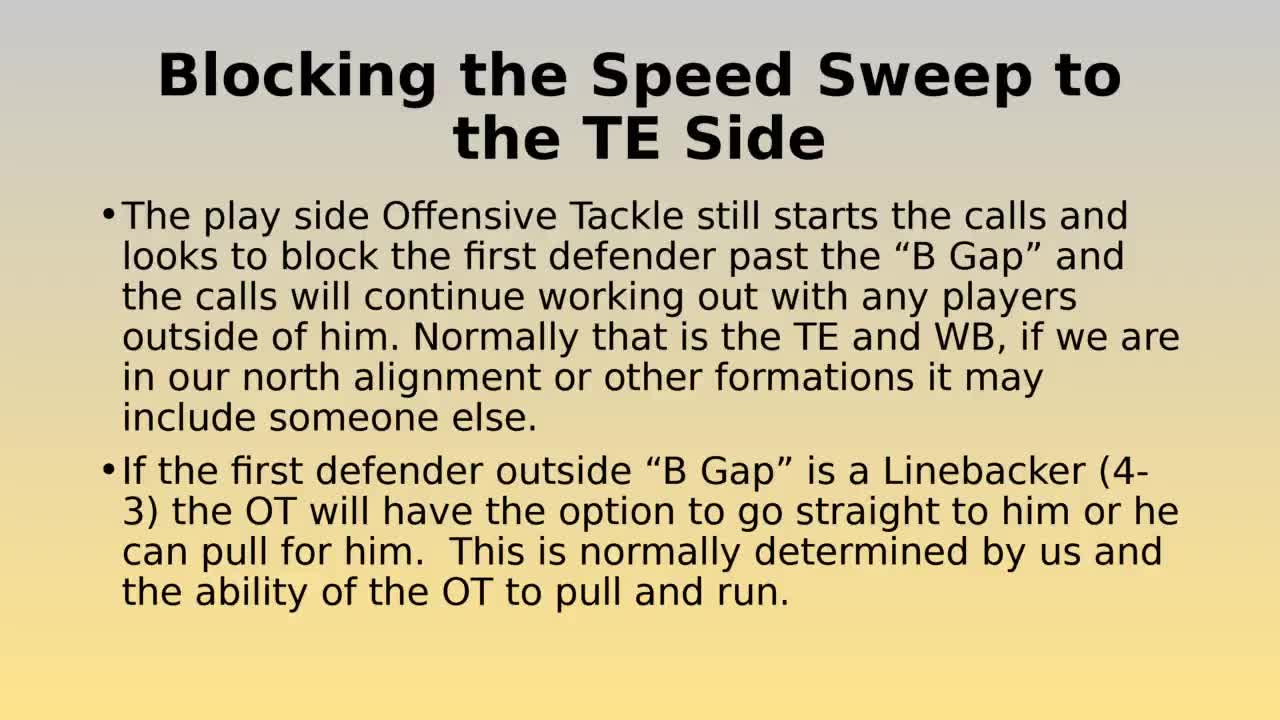 Blocking the Speed Sweep to
the TE Side
•The play side Offensive Tackle still starts the calls and
looks to block the first defender past the “B Gap” and
the calls will continue working out with any players
outside of him. Normally that is the TE and WB, if we are
in our north alignment or other formations it may
include someone else.
•If the first defender outside “B Gap” is a Linebacker (4-
3) the OT will have the option to go straight to him or he
can pull for him.  This is normally determined by us and
the ability of the OT to pull and run.